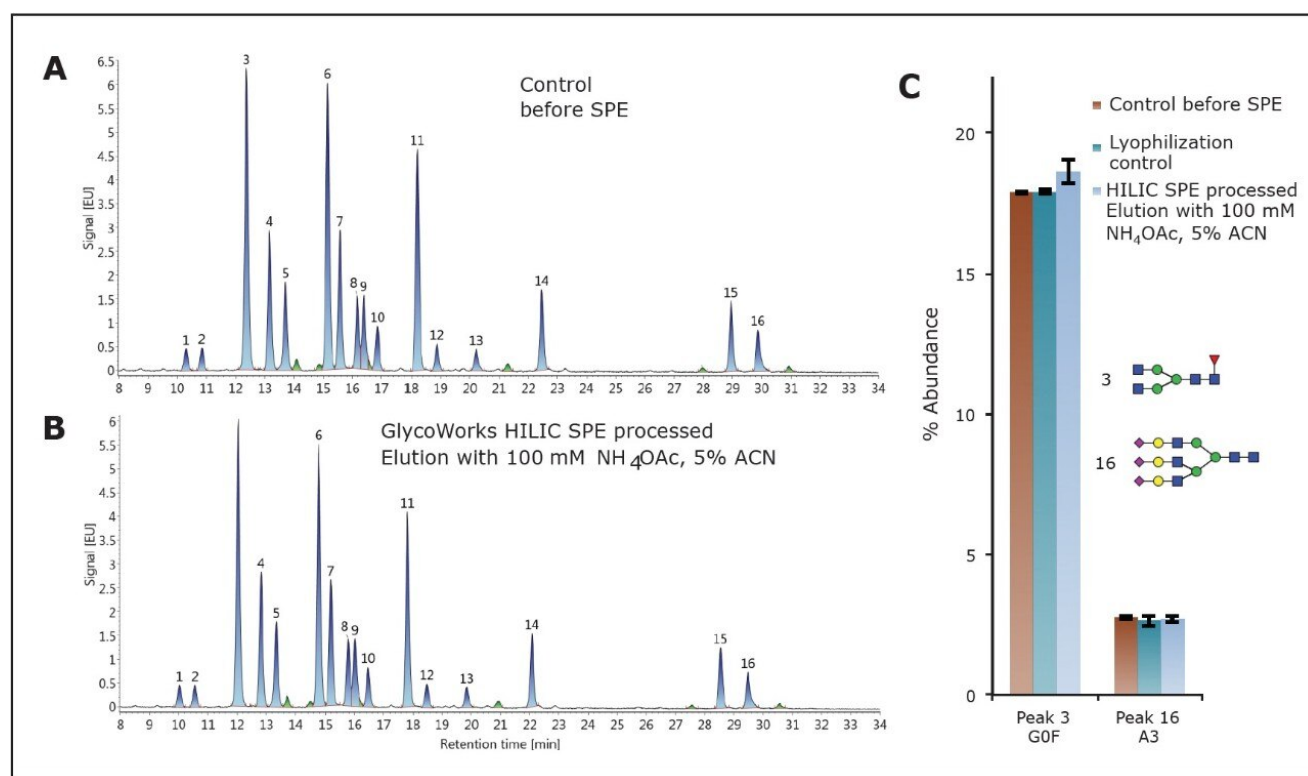 A
Control
before SPE
Signal [EU]
6.5
6
5.5
5
4.5
4
3.5
3
2.5
2
1.5
1
0.5
0
1
2
3
4
5
6
7
8
9
10
11
12
13
14
15
16
8 9 10 11 12 13 14 15 16 17 18 19 20 21 22 23 24 25 26 27 28 29 30 31 32 33 34
B
GlycoWorks HILIC SPE processed
Elution with 100 mM NH4OAc, 5% ACN
Signal [EU]
6
5.5
5
4.5
4
3.5
3
2.5
2
1.5
1
0.5
0
1
2
4
5
6
7
8
9
10
11
12
13
14
15
16
8 9 10 11 12 13 14 15 16 17 18 19 20 21 22 23 24 25 26 27 28 29 30 31 32 33 34
Retention time [min]
C
Control before SPE
Lyophilization
control
HILIC SPE processed
Elution with 100 mM
NH4OAc, 5% ACN
% Abundance
20
15
10
5
0
3
16
Peak 3
G0F
Peak 16
A3